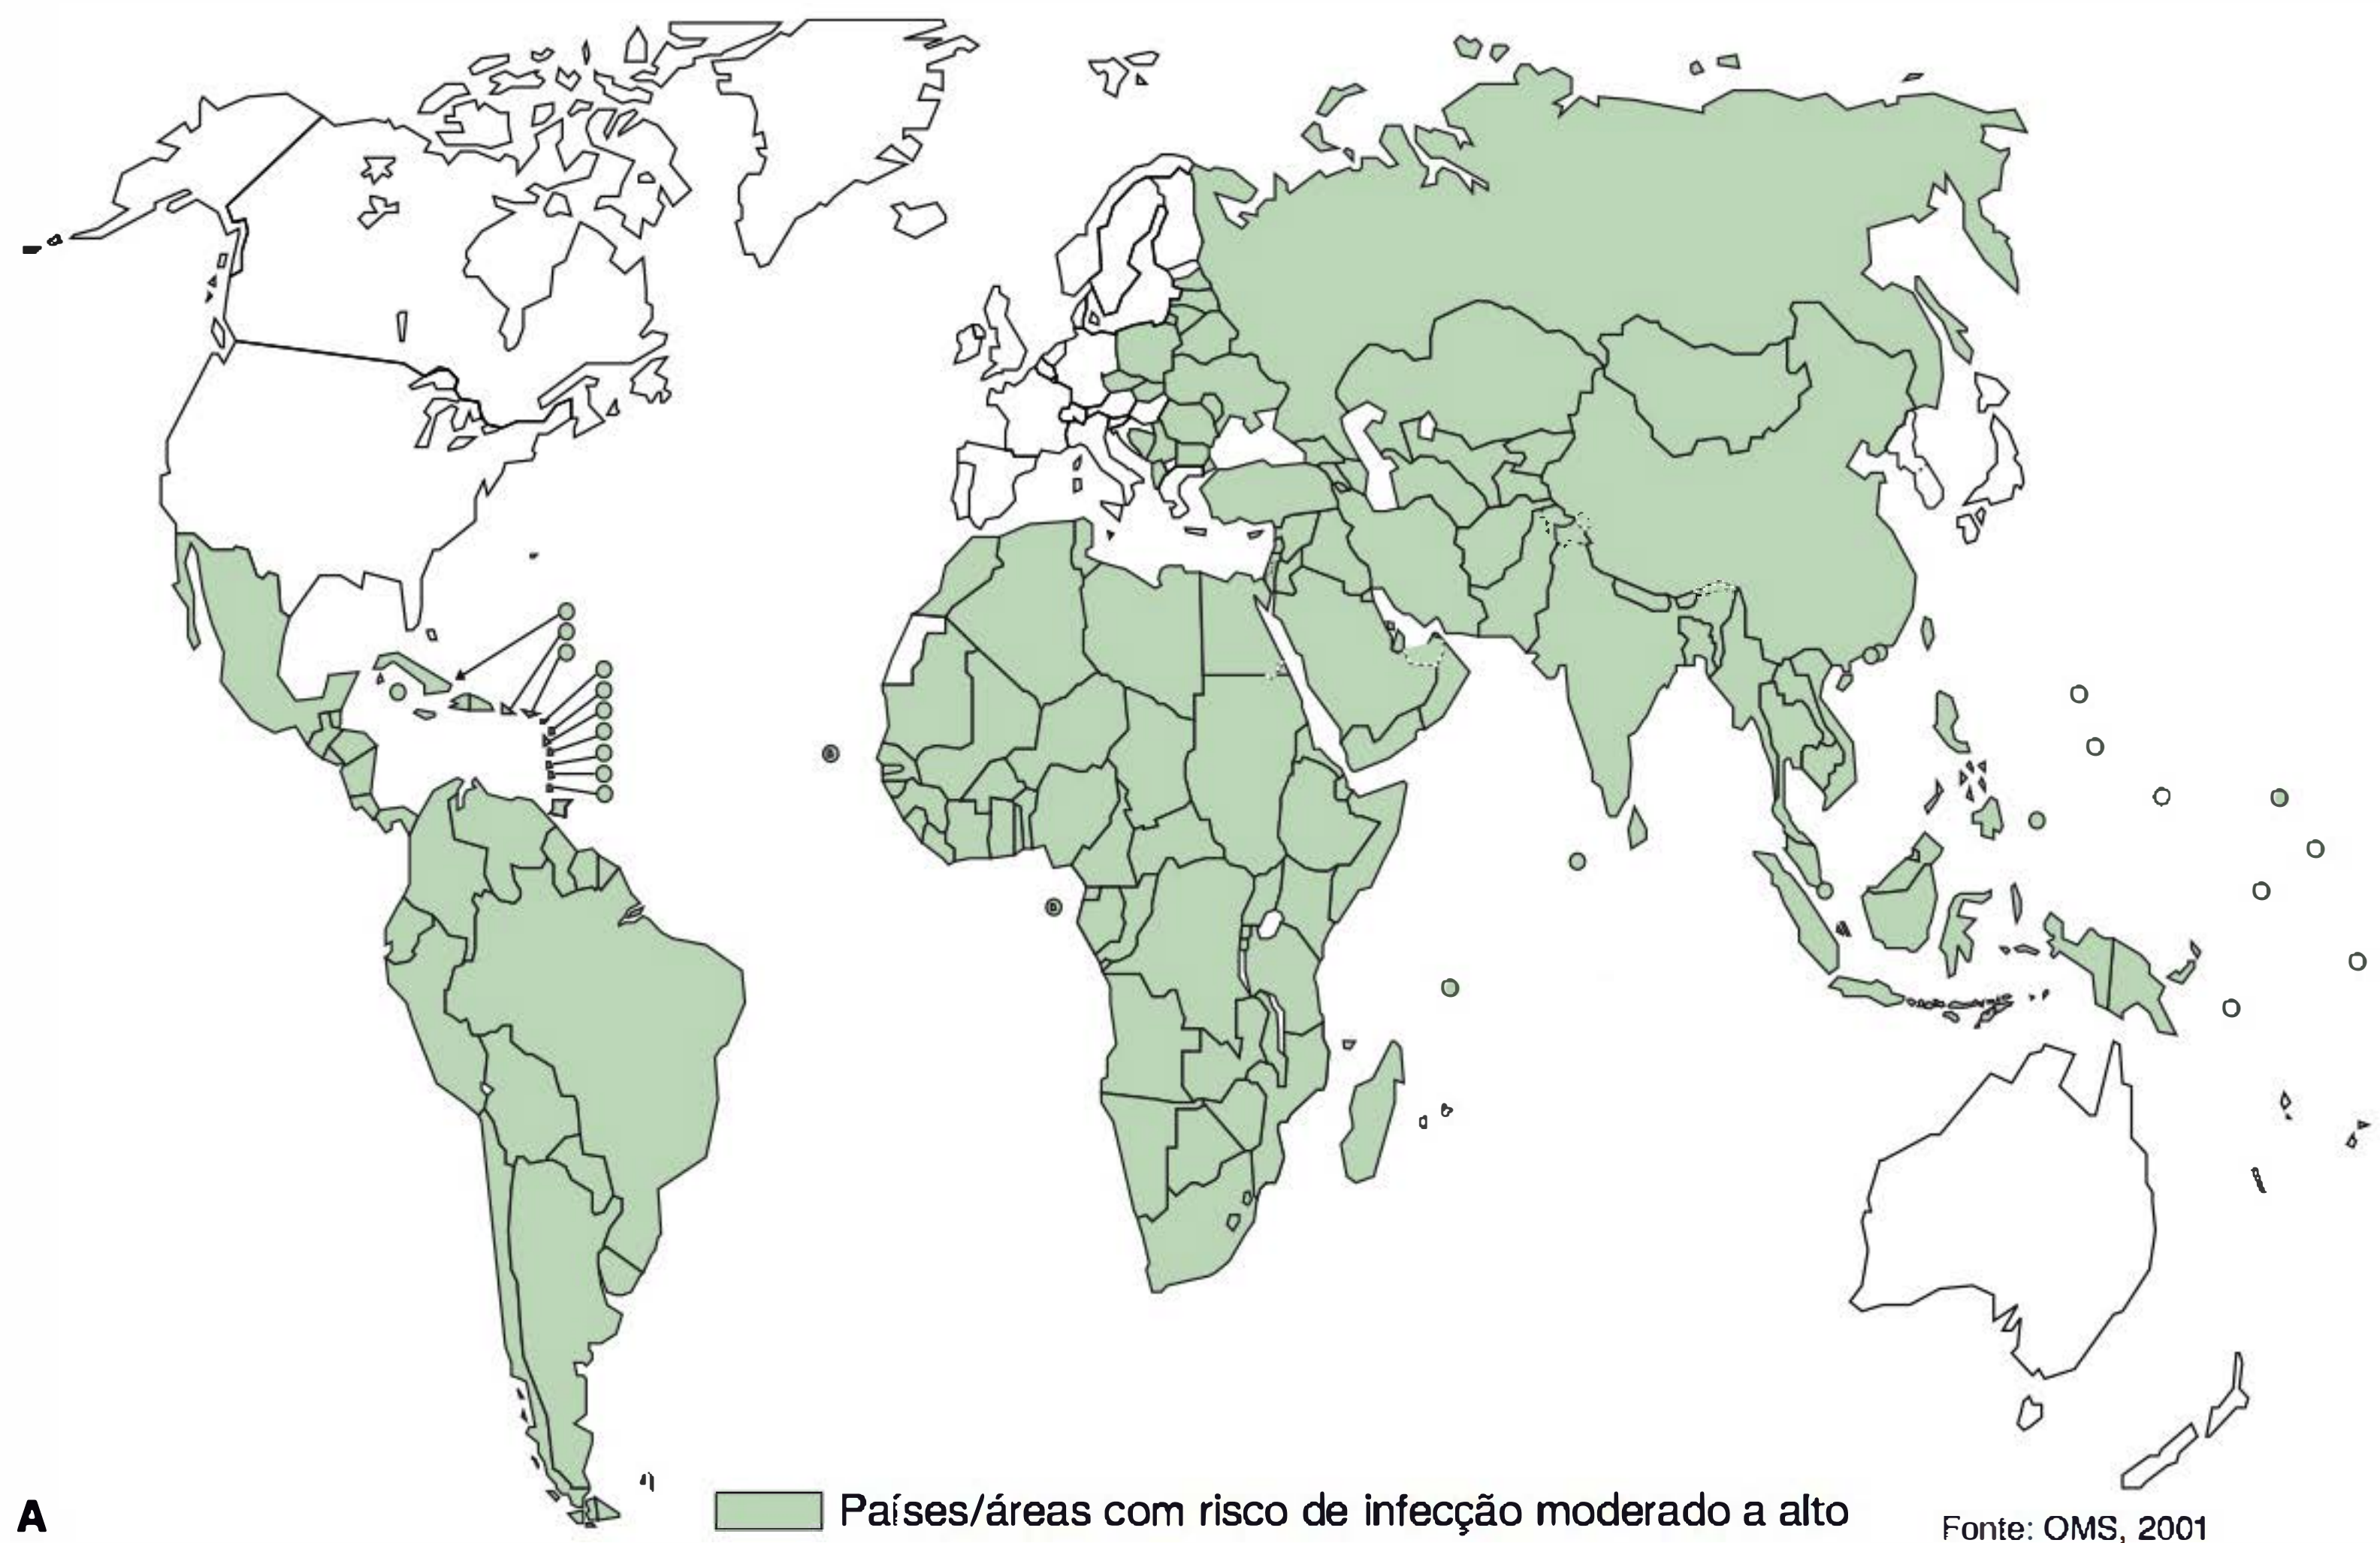 A
Países/áreas com risco de infecção moderado a alto
Fonte: OMS, 2001